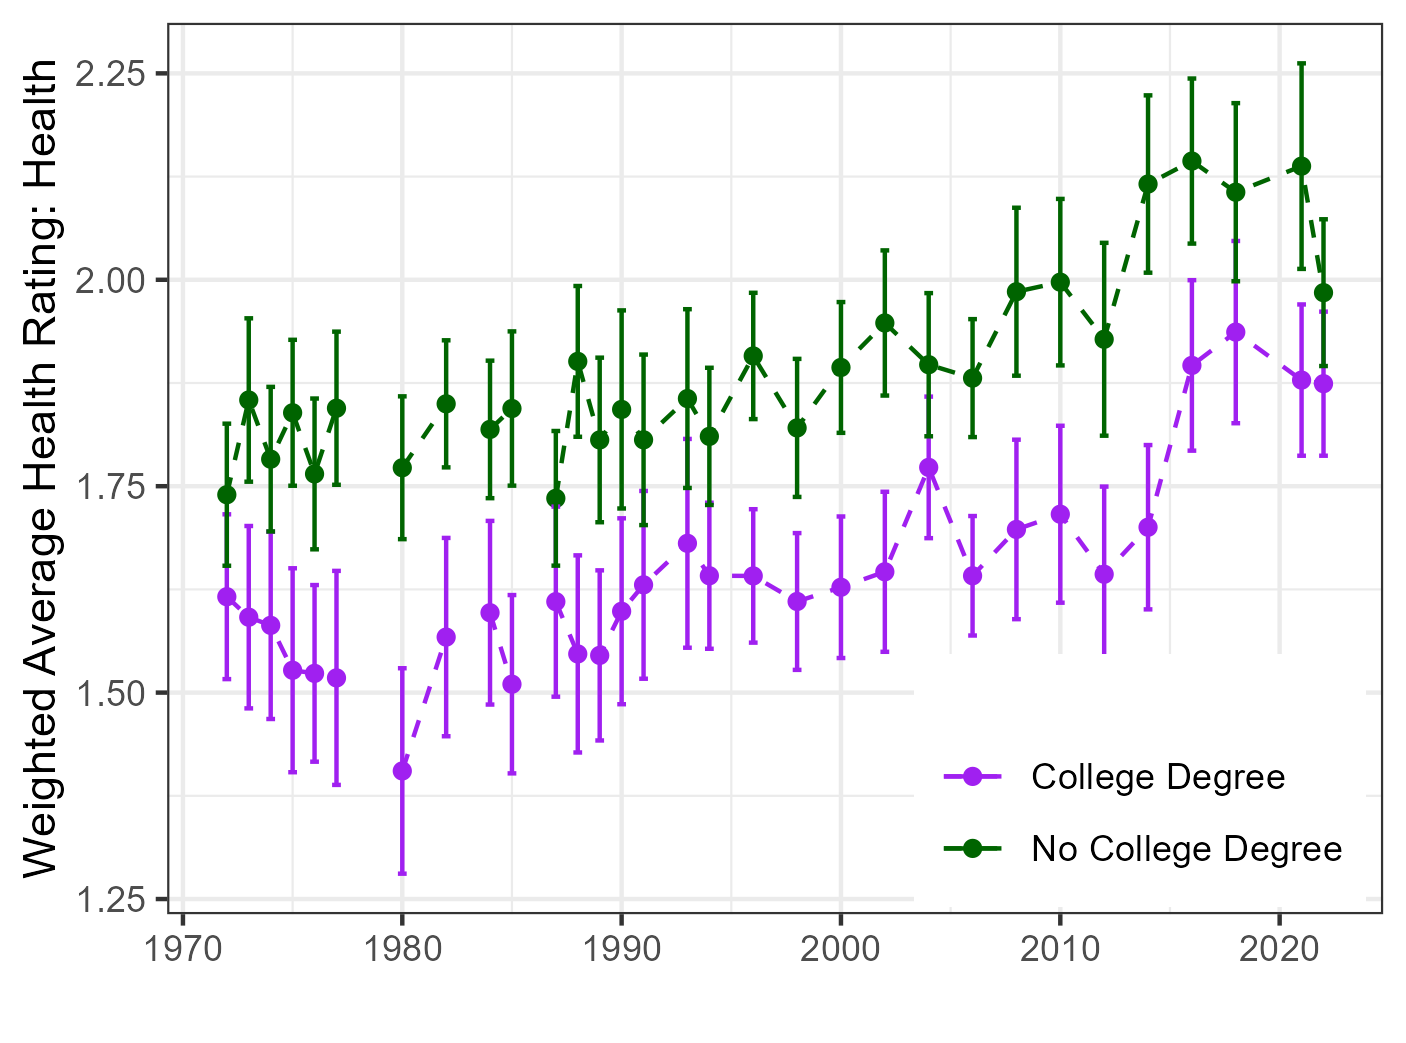 Weighted Average Health Rating: Health
2.25
2.00
1.75
1.50
1.25
1970 1980 1990 2000 2010 2020
College Degree
No College Degree